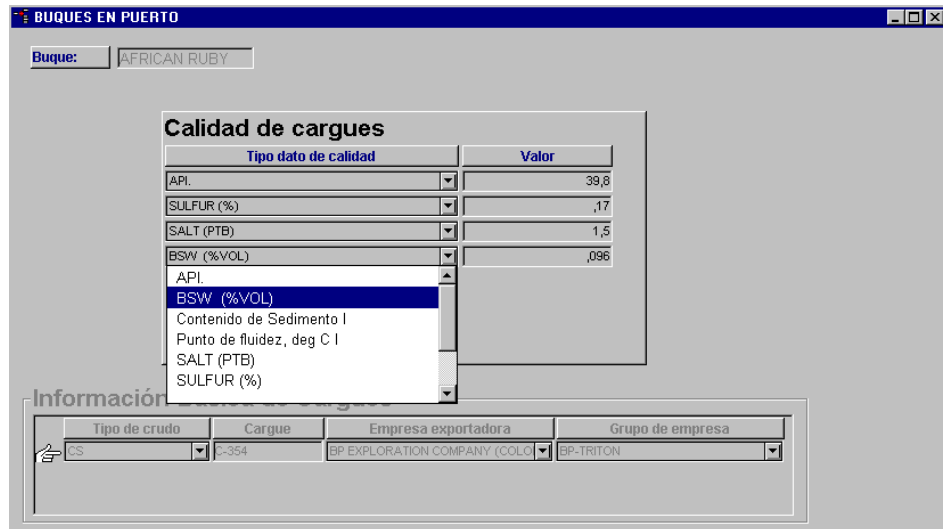 BUQUES EN PUERTO
Buque: AFRICAN RUBY
Calidad de cargues
Tipo dato de calidad Valor
API. 39,8
SULFUR (%) ,17
SALT (PTB) 1,5
BSW (%VOL) ,096
API.
BSW (%VOL)
Contenido de Sedimento I
Punto de fluidez, deg C I
SALT (PTB)
SULFUR (%)
Información
Tipo de crudo Cargue Empresa exportadora Grupo de empresa
CS C-354 BP EXPLORATION COMPANY (COLO BP-TRITON